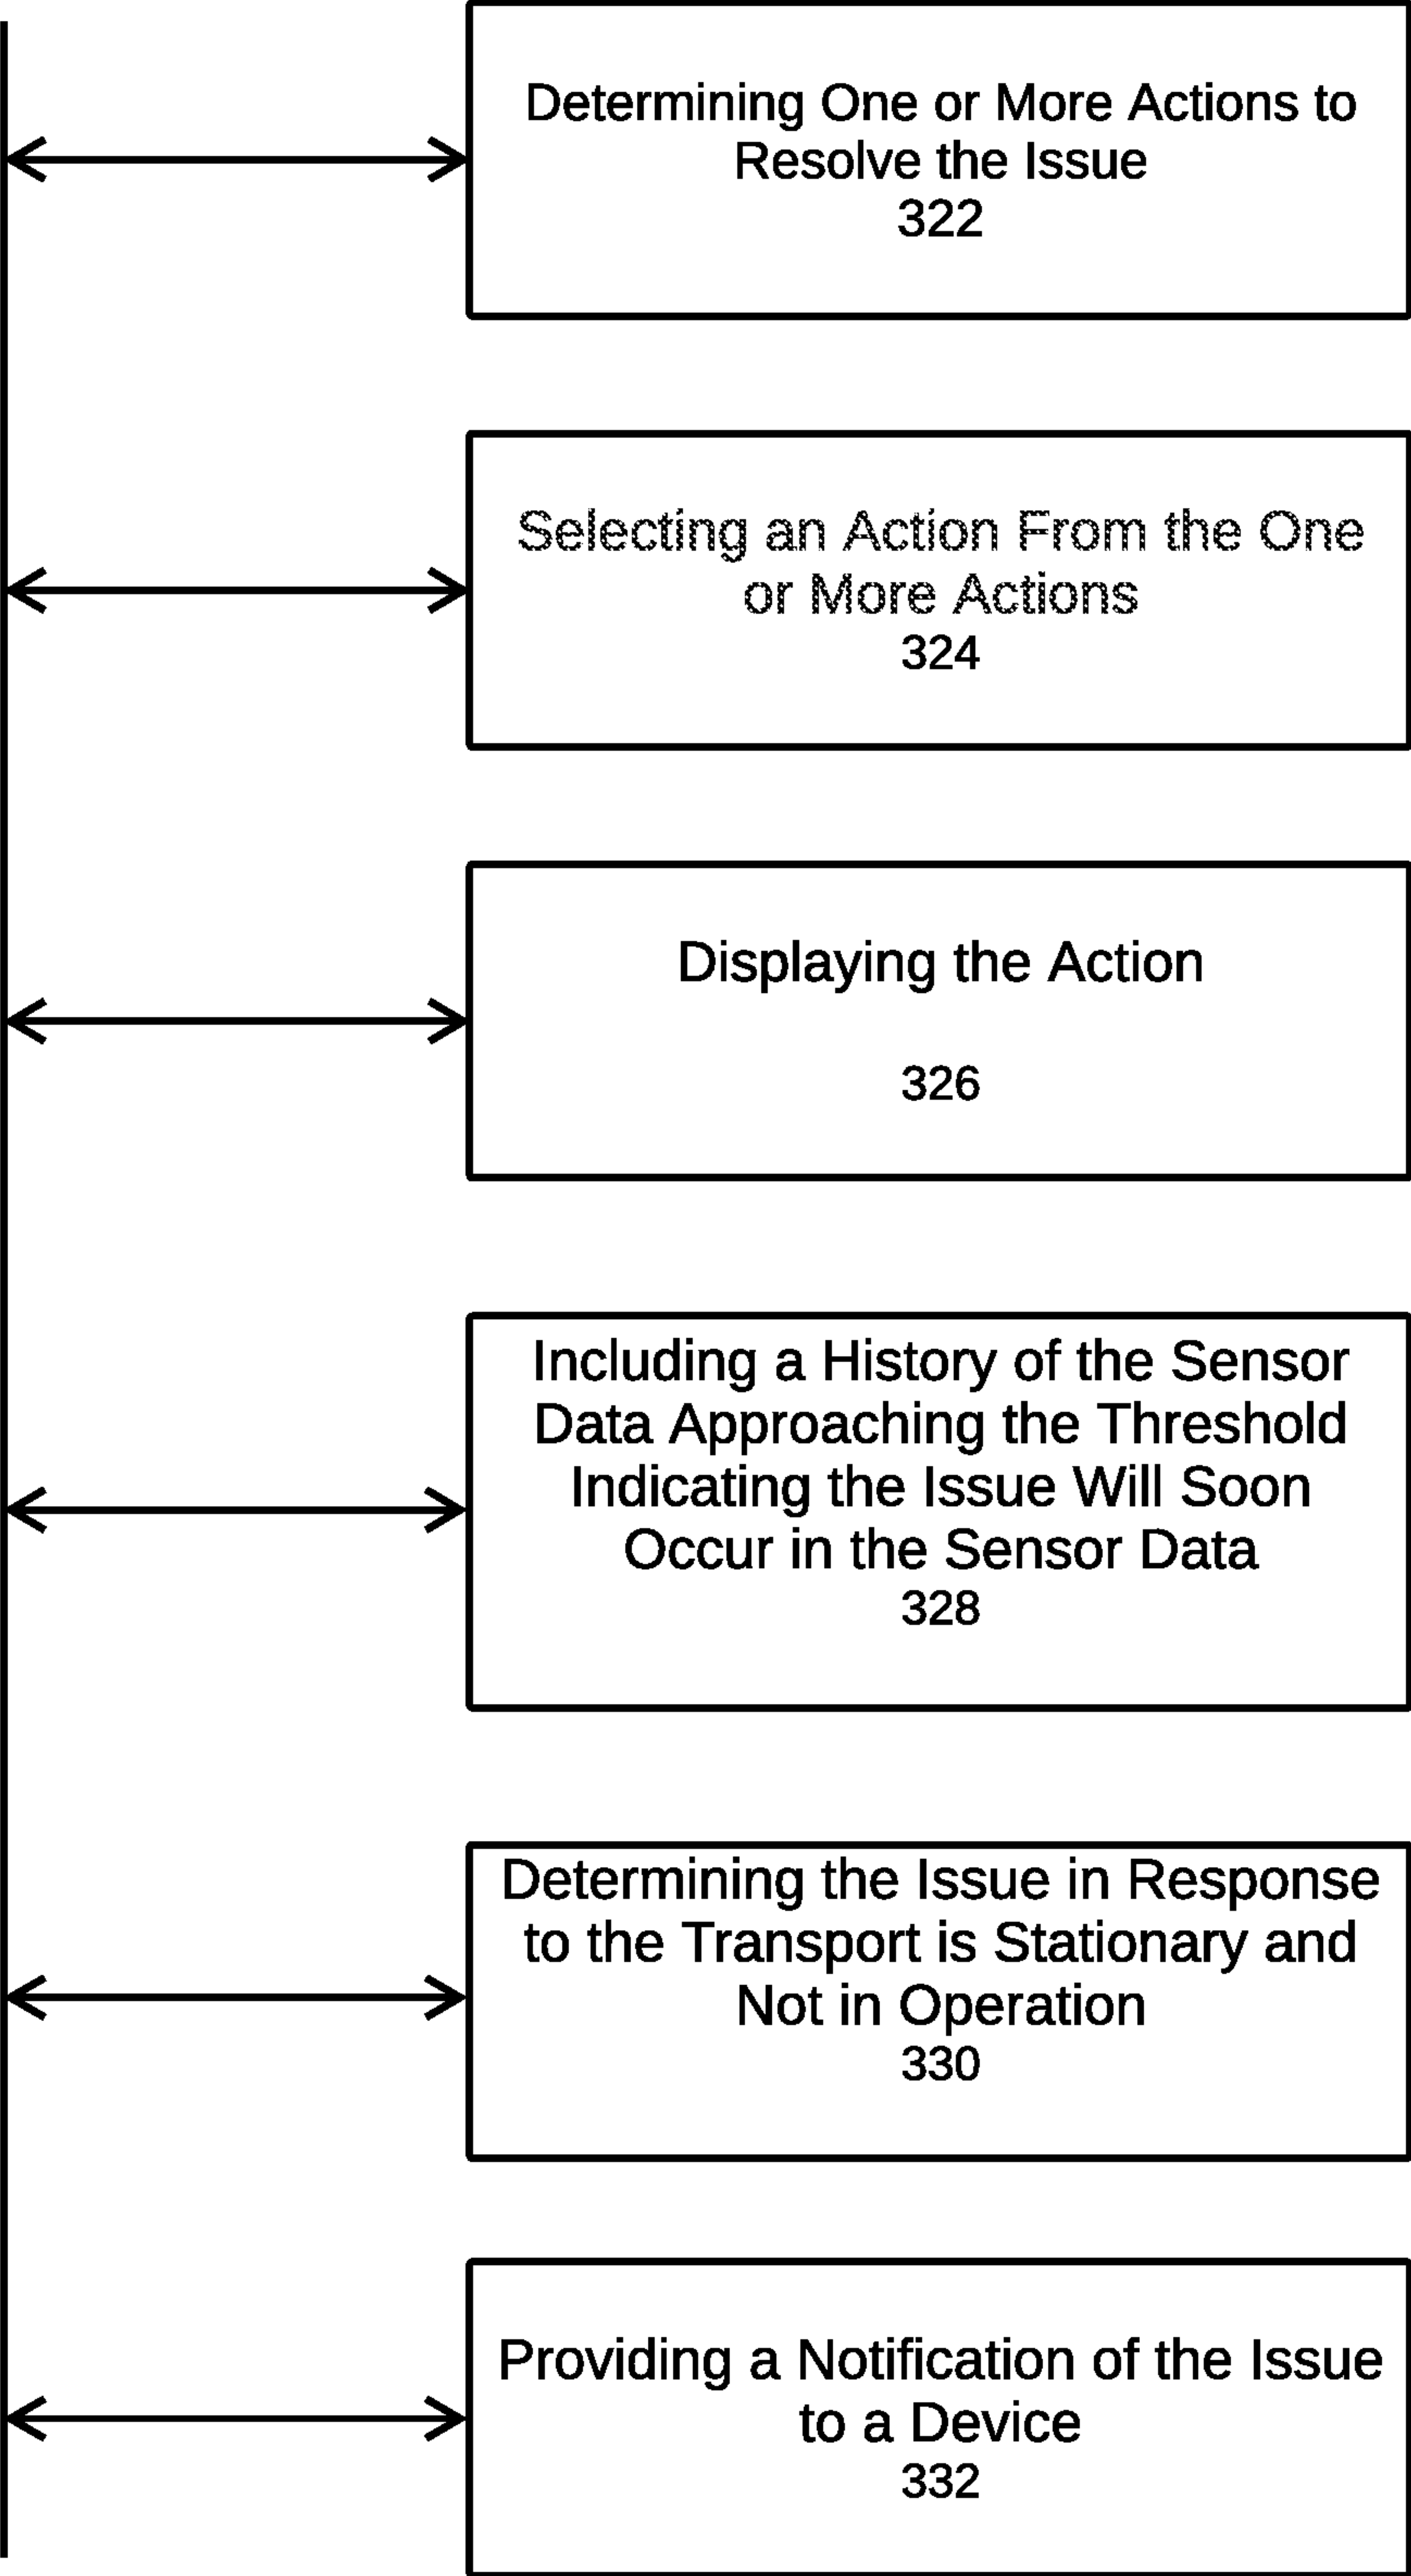 Determining One or More Actions to
Resolve the Issue
322
Selecting an Action From the One
or More Actions
324
Displaying the Action
326
Including a History of the Sensor
Data Approaching the Threshold
Indicating the Issue Will Soon
Occur in the Sensor Data
328
Determining the Issue in Response
to the Transport is Stationary and
Not in Operation
330
Providing a Notification of the Issue
to a Device
332